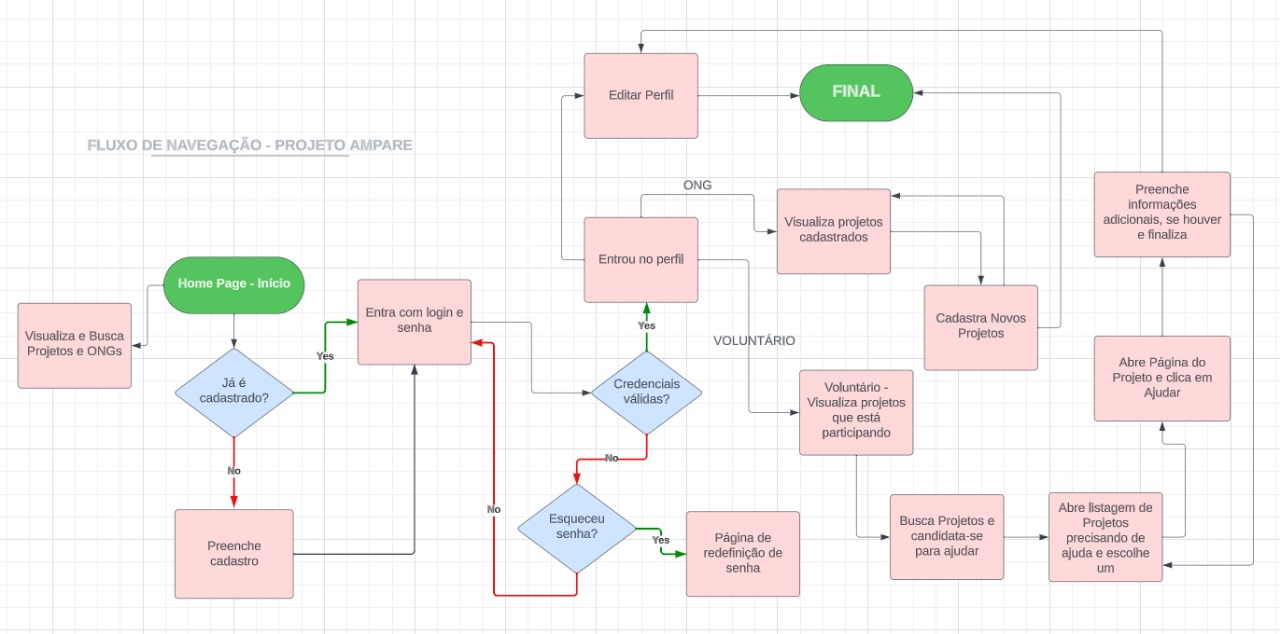 Editar Perfil
FINAL
FLUXO DE NAVEGAÇÃO - PROJETO AMPARE
ONG
Preenche
informações
adicionais, se houver
e finaliza
Visualiza projetos
cadastrados
Entrou no perfil
Home Page - Início
Entra com login e
senha
Visualiza e Busca
Projetos e ONGs
Cadastra Novos
Projetos
Yes
Yes
VOLUNTÁRIO
Já é
cadastrado?
Credenciais
válidas?
Abre Página do
Projeto e clica em
Ajudar
Voluntário -
Visualiza projetos
que está
participando
No
No
No
Esqueceu
senha?
Yes
Busca Projetos e
candidata-se
para ajudar
Abre listagem de
Projetos
precisando de
ajuda e escolhe
um
Preenche
cadastro
Página de
redefinição de
senha